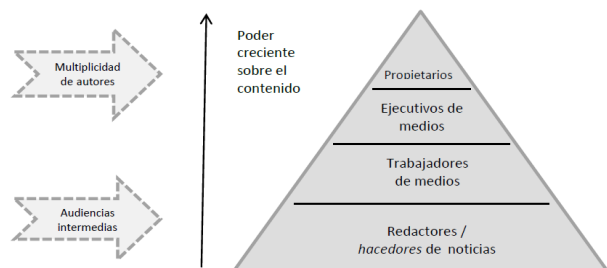 Multiplicidad
de autores
Audiencias
intermedias
Poder
creciente
sobre el
contenido
Propietarios
Ejecutivos de
medios
Trabajadores
de medios
Redactores /
hacedores de noticias